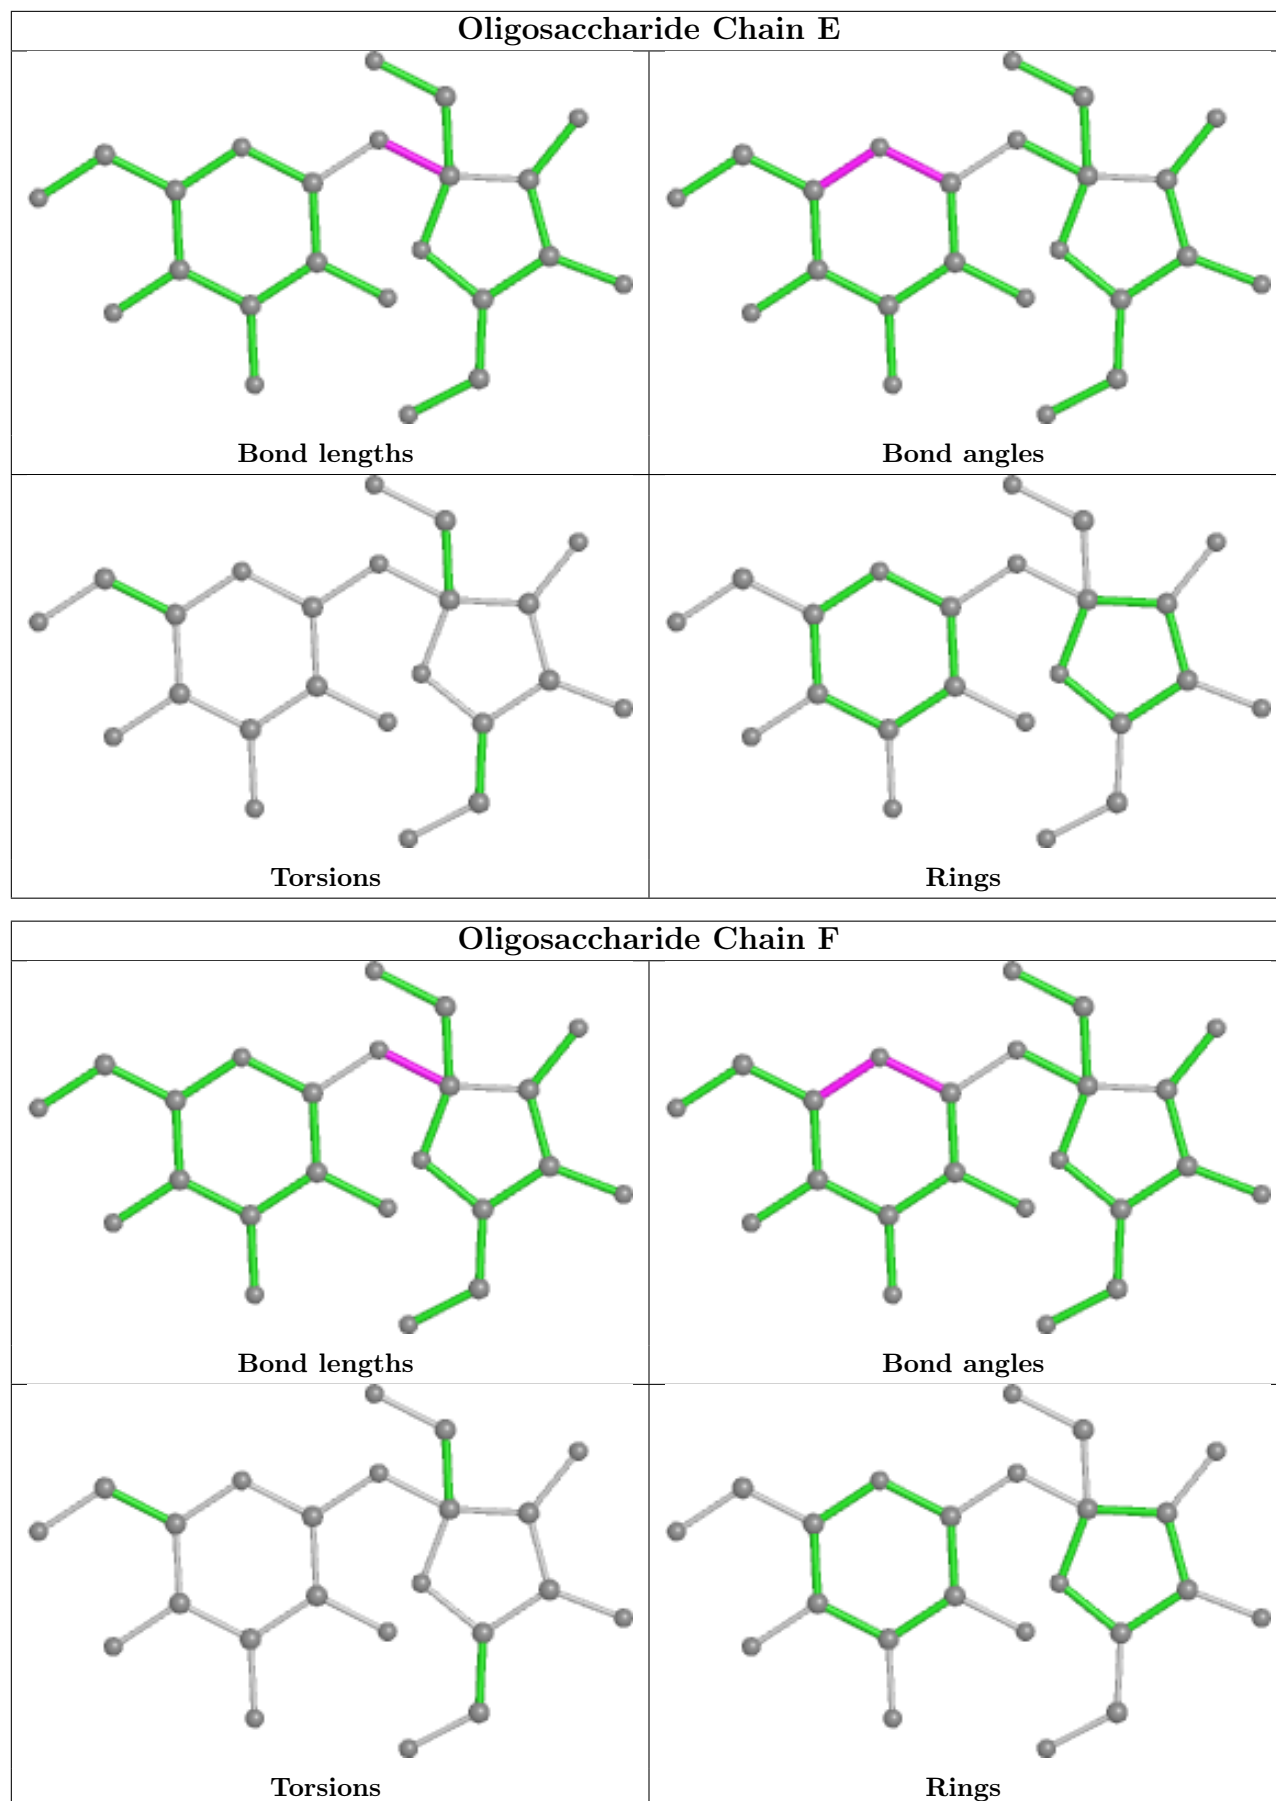 Oligosaccharide Chain E
Bond lengths
Bond angles
Torsions
Rings
Oligosaccharide Chain F
Bond lengths
Bond angles
Torsions
Rings